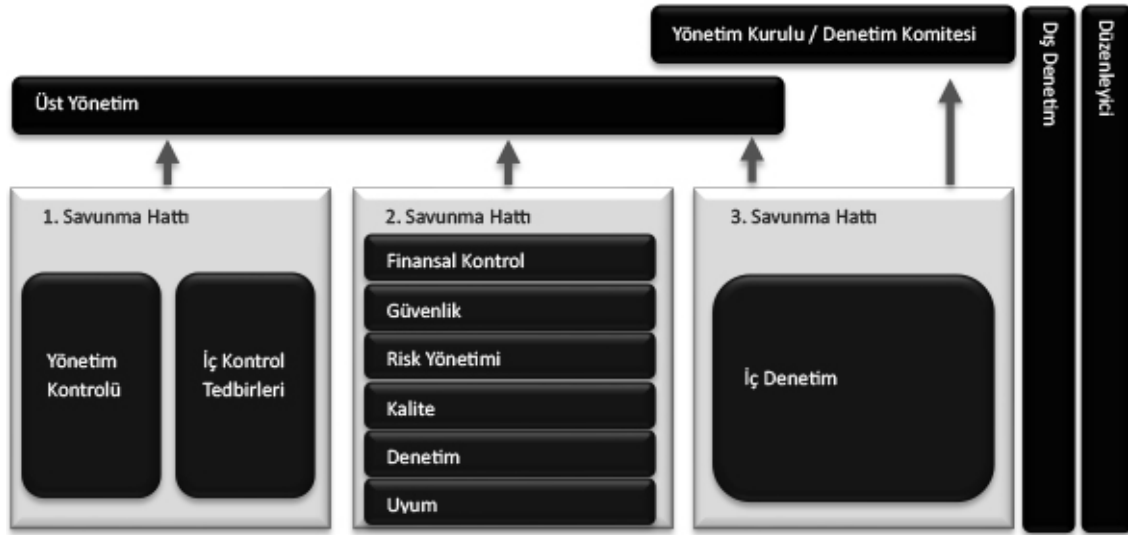 Yönetim Kurulu / Denetim Komitesi
Dış Denetim
Düzenleyici
Üst Yönetim
1. Savunma Hattı
Yönetim
Kontrolü
İç Kontrol
Tedbirleri
2. Savunma Hattı
Finansal Kontrol
Güvenlik
Risk Yönetimi
Kalite
Denetim
Uyum
3. Savunma Hattı
İç Denetim